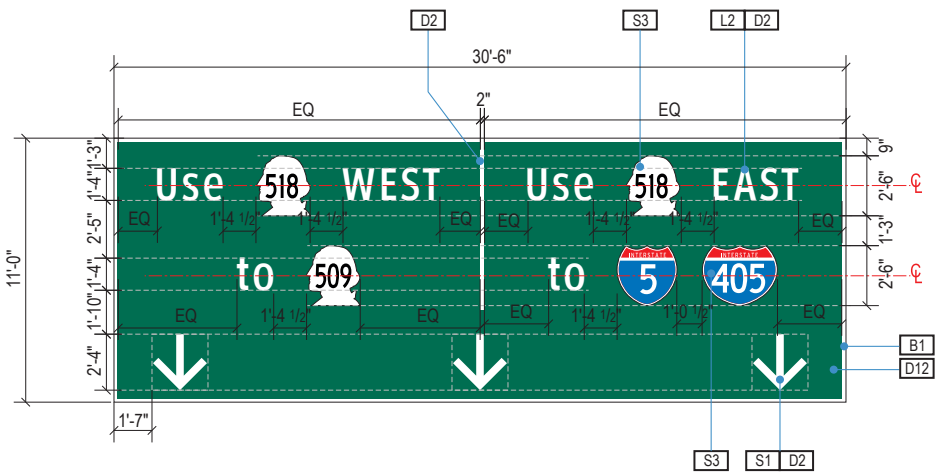 D2 S3 L2 D2
30'-6"
EQ 2" EQ
1'-3" 9"
1'-4" Use 518 WEST Use 518 EAST 2'-6" CL
2'-5" EQ 1'-4 1/2" 1'-4 1/2" EQ EQ 1'-4 1/2" 1'-4 1/2" EQ 1'-3"
11'-0"
1'-4" to 509 to INTERSTATE 5 INTERSTATE 405 2'-6" CL
1'-10" EQ 1'-4 1/2" EQ EQ 1'-4 1/2" 1'-0 1/2" EQ
2'-4" B1
D12
1'-7"
S3 S1 D2